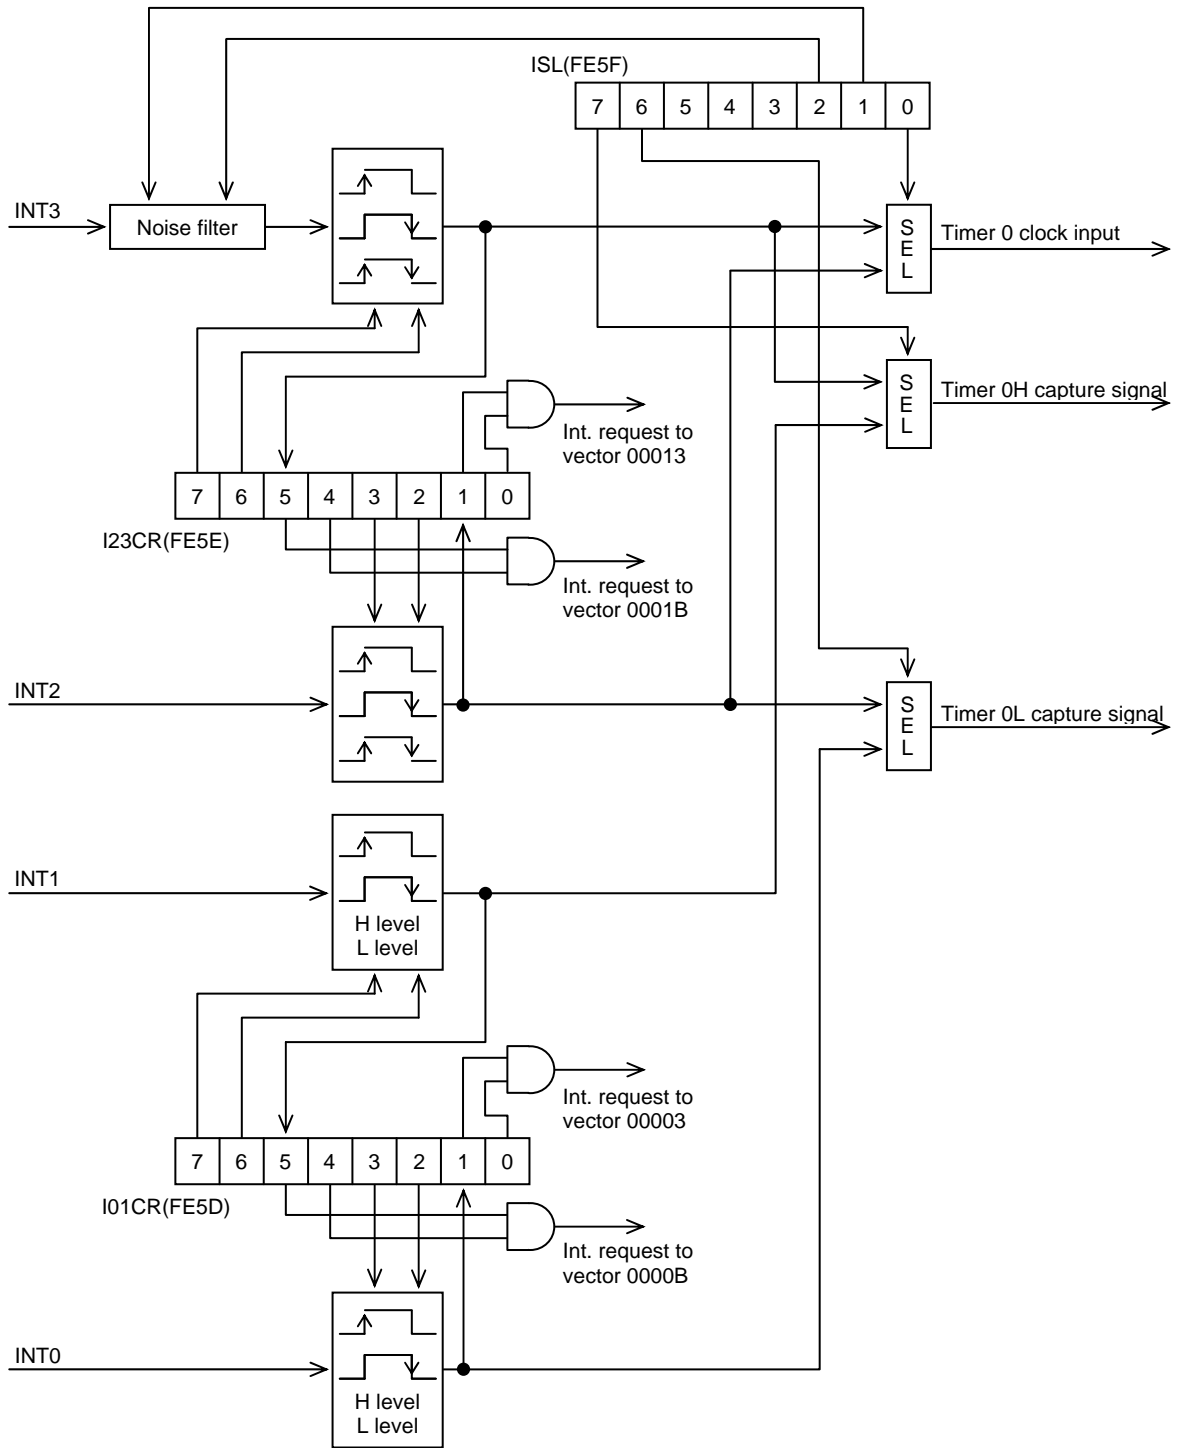 ISL(FE5F)
7 6 5 4 3 2 1 0
INT3
Noise filter
S
E
L
Timer 0 clock input
S
E
L
Timer 0H capture signal
Int. request to
vector 00013
7 6 5 4 3 2 1 0
I23CR(FE5E)
Int. request to
vector 0001B
INT2
S
E
L
Timer 0L capture signal
INT1
H level
L level
Int. request to
vector 00003
7 6 5 4 3 2 1 0
I01CR(FE5D)
Int. request to
vector 0000B
INT0
H level
L level